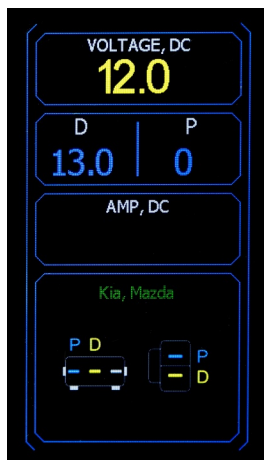 VOLTAGE, DC
12.0
D P
13.0 0
AMP, DC
Kia, Mazda
P D
P
D